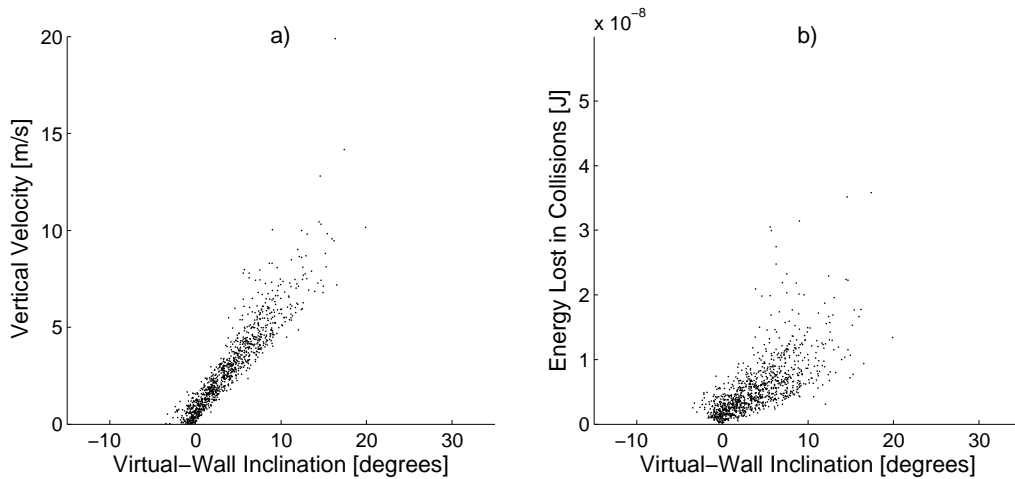 a)
Vertical Velocity [m/s]
20
15
10
5
0
−10 0 10 20 30
Virtual−Wall Inclination [degrees]
x 10−8
b)
Energy Lost in Collisions [J]
5
4
3
2
1
0
−10 0 10 20 30
Virtual−Wall Inclination [degrees]